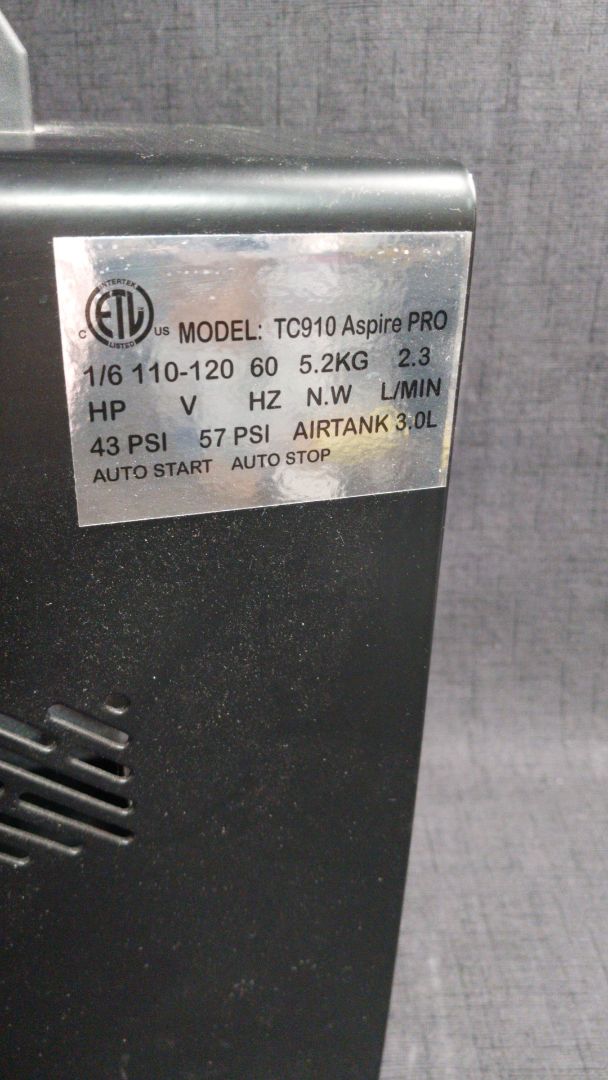 INTERTEK
C ETL US
LISTED
MODEL: TC910 Aspire PRO
1/6 110-120 60 5.2KG 2.3
HP V HZ N.W L/MIN
43 PSI 57 PSI AIRTANK 3.0L
AUTO START AUTO STOP